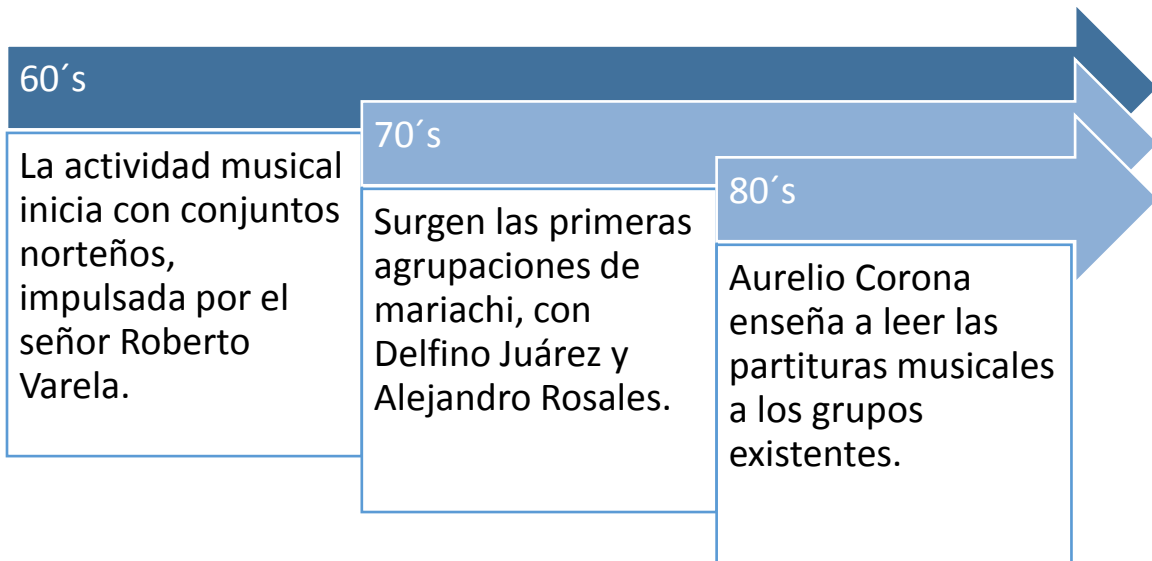 60´s
La actividad musical
inicia con conjuntos
norteños,
impulsada por el
señor Roberto
Varela.
70´s
Surgen las primeras
agrupaciones de
mariachi, con
Delfino Juárez y
Alejandro Rosales.
80´s
Aurelio Corona
enseña a leer las
partituras musicales
a los grupos
existentes.